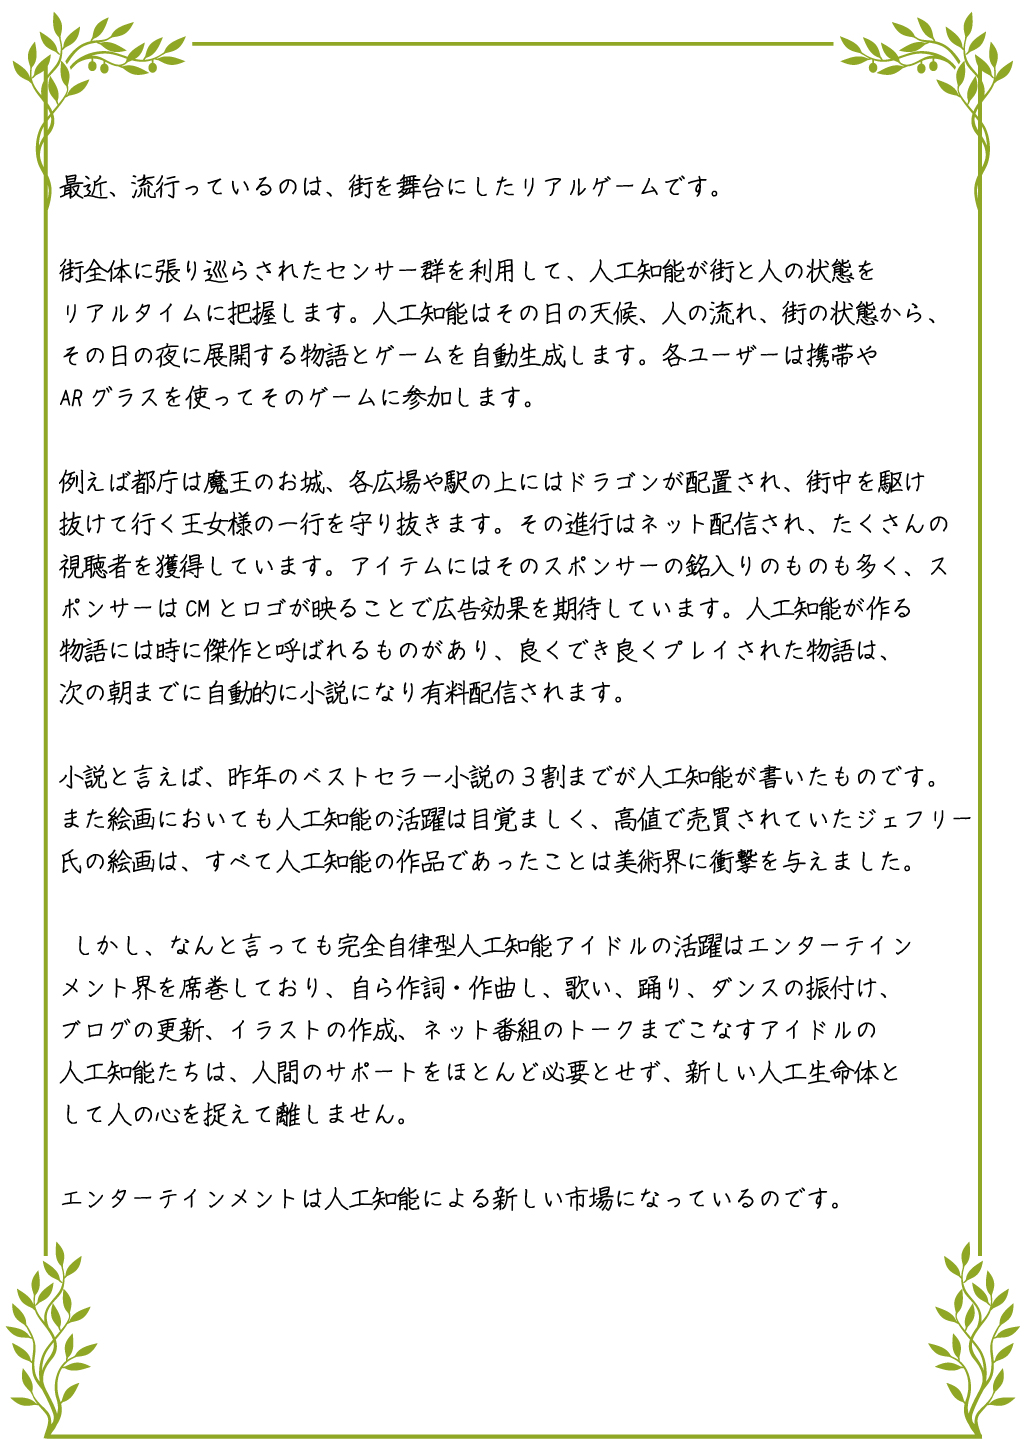 最近、流行っているのは、街を舞台にしたリアルゲームです。
街全体に張り巡らされたセンサー群を利用して、人工知能が街と人の状態を
リアルタイムに把握します。人工知能はその日の天候、人の流れ、街の状態から、
その日の夜に展開する物語とゲームを自動生成します。各ユーザーは携帯や
ARグラスを使ってそのゲームに参加します。
例えば都庁は魔王のお城、各広場や駅の上にはドラゴンが配置され、街中を駆け
抜けて行く王女様の一行を守り抜きます。その進行はネット配信され、たくさんの
視聴者を獲得しています。アイテムにはそのスポンサーの銘入りのものも多く、ス
ポンサーはCMとロゴが映ることで広告効果を期待しています。人工知能が作る
物語には時に傑作と呼ばれるものがあり、良くでき良くプレイされた物語は、
次の朝までに自動的に小説になり有料配信されます。
小説と言えば、昨年のベストセラー小説の3割までが人工知能が書いたものです。
また絵画においても人工知能の活躍は目覚ましく、高値で売買されていたジェフリー
氏の絵画は、すべて人工知能の作品であったことは美術界に衝撃を与えました。
しかし、なんと言っても完全自律型人工知能アイドルの活躍はエンターテイン
メント界を席巻しており、自ら作詞・作曲し、歌い、踊り、ダンスの振付け、
ブログの更新、イラストの作成、ネット番組のトークまでこなすアイドルの
人工知能たちは、人間のサポートをほとんど必要とせず、新しい人工生命体と
して人の心を捉えて離しません。
エンターテインメントは人工知能による新しい市場になっているのです。